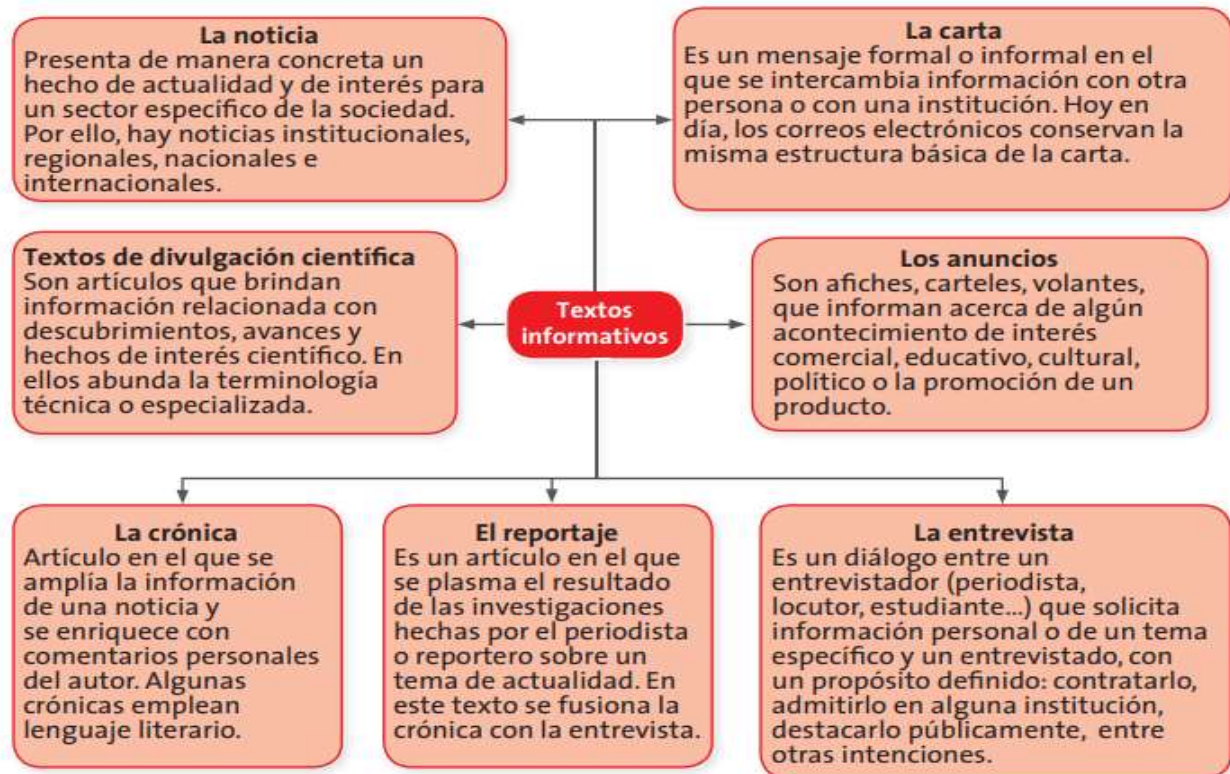 La noticia
Presenta de manera concreta un
hecho de actualidad y de interés para
un sector específico de la sociedad.
Por ello, hay noticias institucionales,
regionales, nacionales e
internacionales.
La carta
Es un mensaje formal o informal en el
que se intercambia información con otra
persona o con una institución. Hoy en
día, los correos electrónicos conservan la
misma estructura básica de la carta.
Textos de divulgación científica
Son artículos que brindan
información relacionada con
descubrimientos, avances y
hechos de interés científico. En
ellos abunda la terminología
técnica o especializada.
Textos
informativos
Los anuncios
Son afiches, carteles, volantes,
que informan acerca de algún
acontecimiento de interés
comercial, educativo, cultural,
político o la promoción de un
producto.
La crónica
Artículo en el que se
amplía la información
de una noticia y
se enriquece con
comentarios personales
del autor. Algunas
crónicas emplean
lenguaje literario.
El reportaje
Es un artículo en el que
se plasma el resultado
de las investigaciones
hechas por el periodista
o reportero sobre un
tema de actualidad. En
este texto se fusiona la
crónica con la entrevista.
La entrevista
Es un diálogo entre un
entrevistador (periodista,
locutor, estudiante...) que solicita
información personal o de un tema
específico y un entrevistado, con
un propósito definido: contratarlo,
admitirlo en alguna institución,
destacarlo públicamente, entre
otras intenciones.